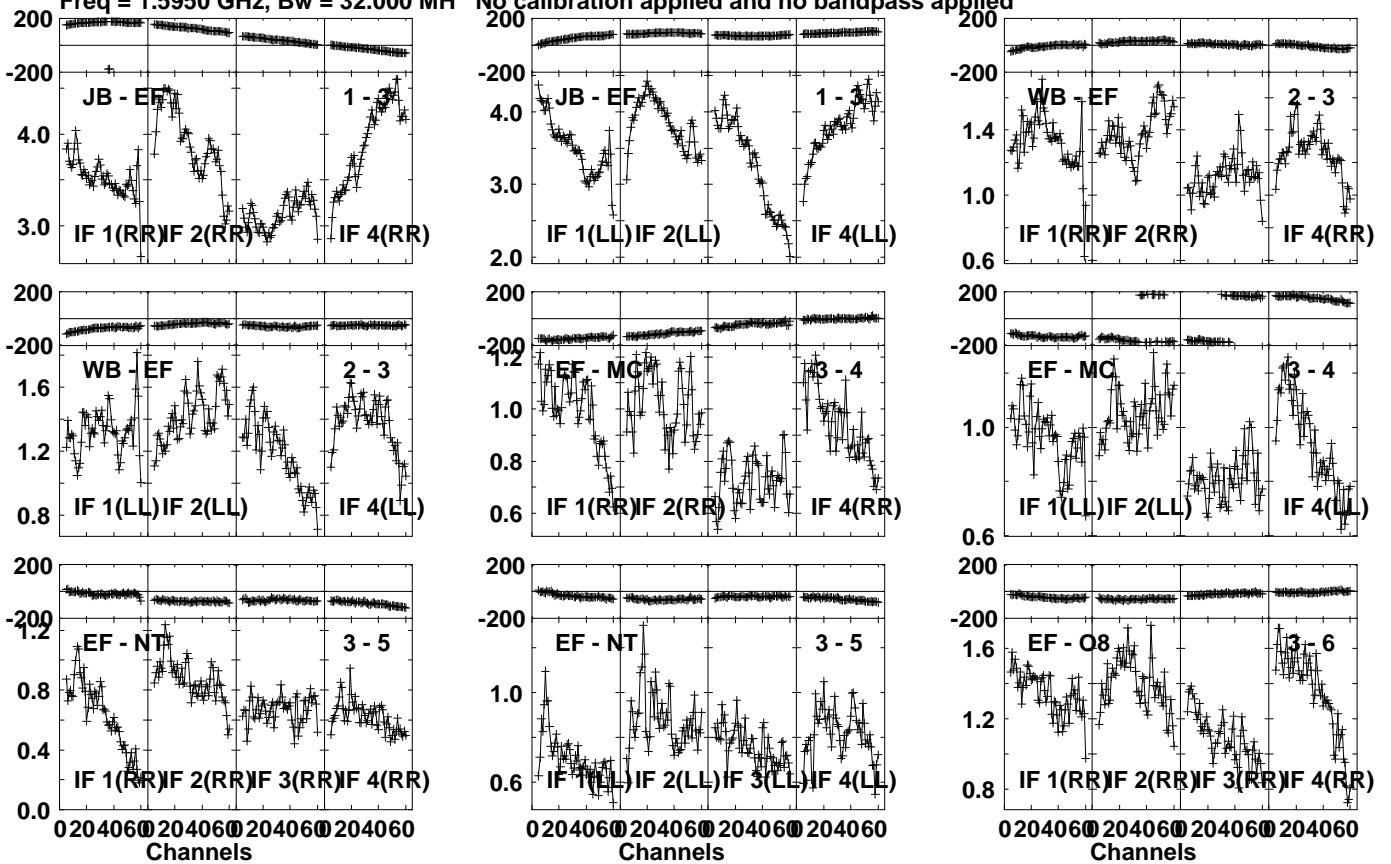 Freq = 1.5950 GHz, Bw = 32.000 MH No calibration applied and no bandpass applied
200
-200
JB - EF
1 - 3
4.0
3.0
IF 1(RR)
IF 2(RR)
IF 4(RR)
200
-200
JB - EF
1 - 3
4.0
3.0
2.0
IF 1(LL)
IF 2(LL)
IF 4(LL)
200
-200
WB - EF
2 - 3
1.4
1.0
0.6
IF 1(RR)
IF 2(RR)
IF 4(RR)
200
-200
WB - EF
2 - 3
1.6
1.2
0.8
IF 1(LL)
IF 2(LL)
IF 4(LL)
200
-200
1.2
EF - MC
3 - 4
1.0
0.8
0.6
IF 1(RR)
IF 2(RR)
IF 4(RR)
200
-200
EF - MC
3 - 4
1.0
0.6
IF 1(LL)
IF 2(LL)
IF 4(LL)
200
-200
1.2
EF - NT
3 - 5
0.8
0.4
0.0
IF 1(RR)
IF 2(RR)
IF 3(RR)
IF 4(RR)
0 20 40 60 0 20 40 60 0 20 40 60 0 20 40 60
Channels
200
-200
EF - NT
3 - 5
1.0
0.6
IF 1(LL)
IF 2(LL)
IF 3(LL)
IF 4(LL)
0 20 40 60 0 20 40 60 0 20 40 60 0 20 40 60
Channels
200
-200
EF - O8
3 - 6
1.6
1.2
0.8
IF 1(RR)
IF 2(RR)
IF 3(RR)
IF 4(RR)
0 20 40 60 0 20 40 60 0 20 40 60 0 20 40 60
Channels